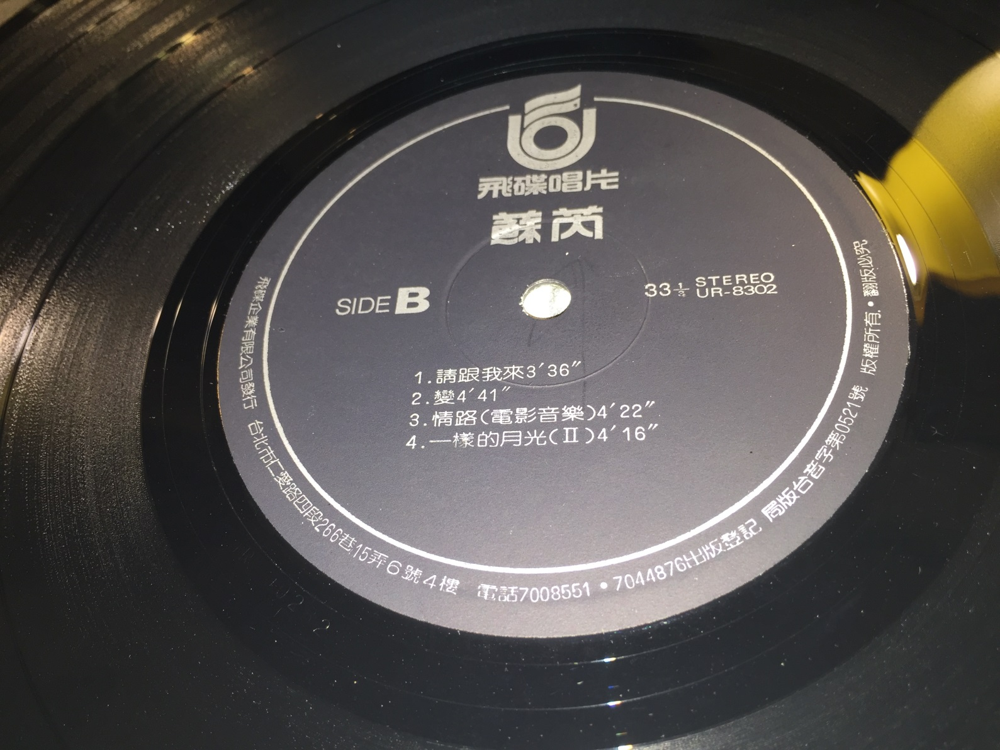 飛碟唱片
蘇芮
SIDE B
33⅓ STEREO
UR-8302
1.請跟我來3′36″
2.變4′41″
3.情路(電影音樂)4′22″
4.一樣的月光(Ⅱ)4′16″
飛碟企業有限公司發行 台北市仁愛路四段266巷15弄6號4樓 電話7008551•7044876出版登記 局版台音字第0521號 版權所有.•翻版必究